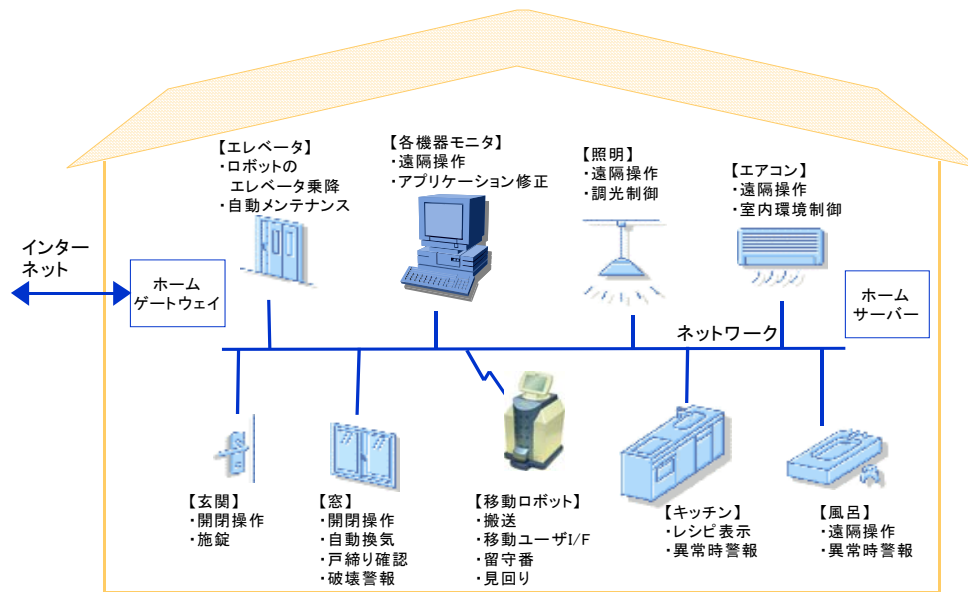 【エレベータ】
・ロボットの
エレベータ乗降
・自動メンテナンス
【各機器モニタ】
・遠隔操作
・アプリケーション修正
【照明】
・遠隔操作
・調光制御
【エアコン】
・遠隔操作
・室内環境制御
インター
ネット
ホーム
ゲートウェイ
ホーム
サーバー
ネットワーク
【玄関】
・開閉操作
・施錠
【窓】
・開閉操作
・自動換気
・戸締り確認
・破壊警報
【移動ロボット】
・搬送
・移動ユーザI/F
・留守番
・見回り
【キッチン】
・レシピ表示
・異常時警報
【風呂】
・遠隔操作
・異常時警報